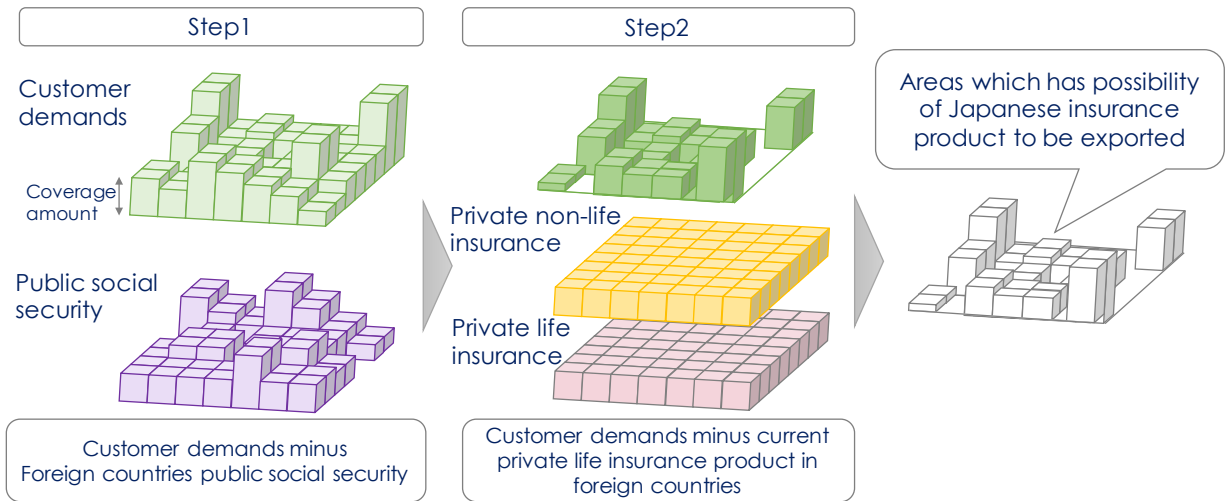 Step1
Customer
demands
Coverage
amount
Public social
security
Customer demands minus
Foreign countries public social security
Step2
Private non-life
insurance
Private life
insurance
Customer demands minus current
private life insurance product in
foreign countries
Areas which has possibility
of Japanese insurance
product to be exported